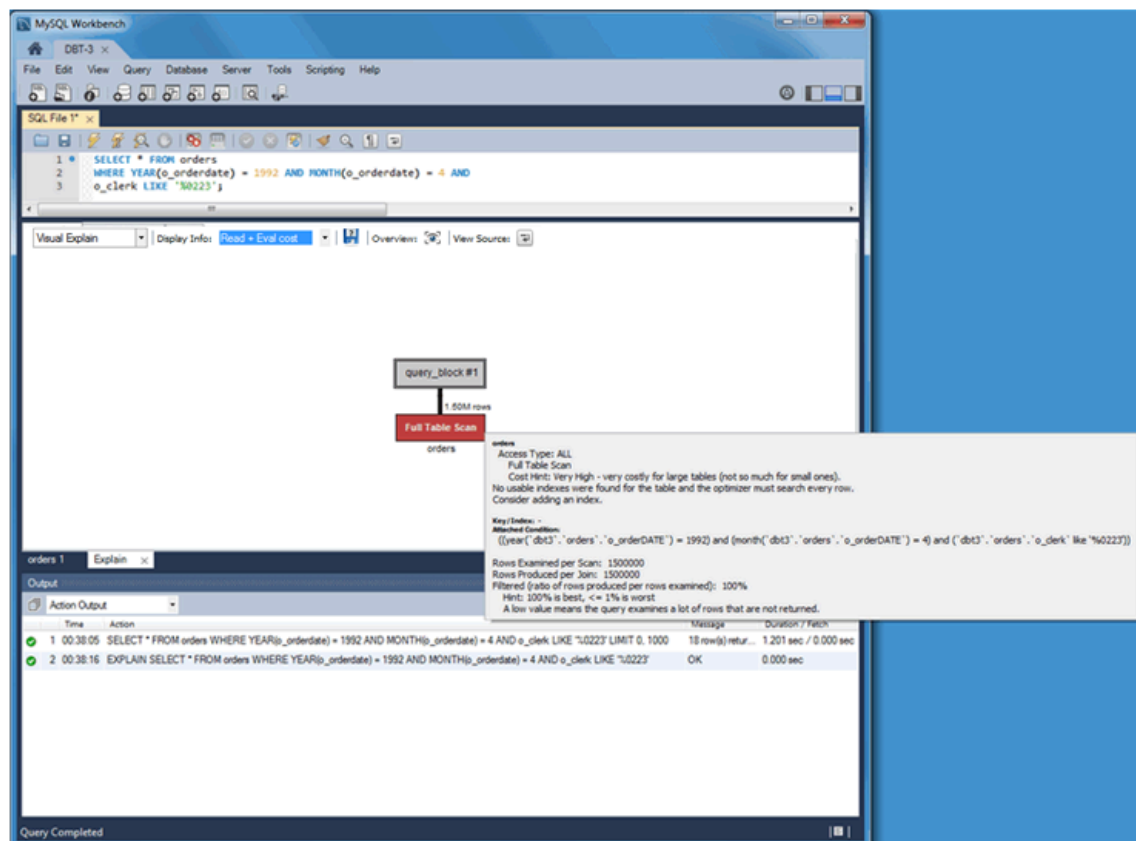 MySQL Workbench
DBT-3
File Edit View Query Database Server Tools Scripting Help
SQL File 1*
1 SELECT * FROM orders
2 WHERE YEAR(o_orderdate) = 1992 AND MONTH(o_orderdate) = 4 AND
3 o_clerk LIKE '%0223';
Visual Explain Display Info: Read + Eval cost Overview: View Source:
query_block #1
1.50M rows
Full Table Scan
orders
orders
Access Type: ALL
Full Table Scan
Cost Hint: Very High - very costly for large tables (not so much for small ones).
No usable indexes were found for the table and the optimizer must search every row.
Consider adding an index.
Key/Index: -
Attached Condition:
((year(`dbt3`.`orders`.`o_orderDATE`) = 1992) and (month(`dbt3`.`orders`.`o_orderDATE`) = 4) and (`dbt3`.`orders`.`o_clerk` like '%0223'))
Rows Examined per Scan: 1500000
Rows Produced per Join: 1500000
Filtered (ratio of rows produced per rows examined): 100%
Hint: 100% is best, <= 1% is worst
A low value means the query examines a lot of rows that are not returned.
orders 1 Explain
Output
Action Output
Time Action Message Duration / Fetch
1 00:38:05 SELECT * FROM orders WHERE YEAR(o_orderdate) = 1992 AND MONTH(o_orderdate) = 4 AND o_clerk LIKE '%0223' LIMIT 0, 1000 18 row(s) retur... 1.201 sec / 0.000 sec
2 00:38:16 EXPLAIN SELECT * FROM orders WHERE YEAR(o_orderdate) = 1992 AND MONTH(o_orderdate) = 4 AND o_clerk LIKE '%0223' OK 0.000 sec
Query Completed